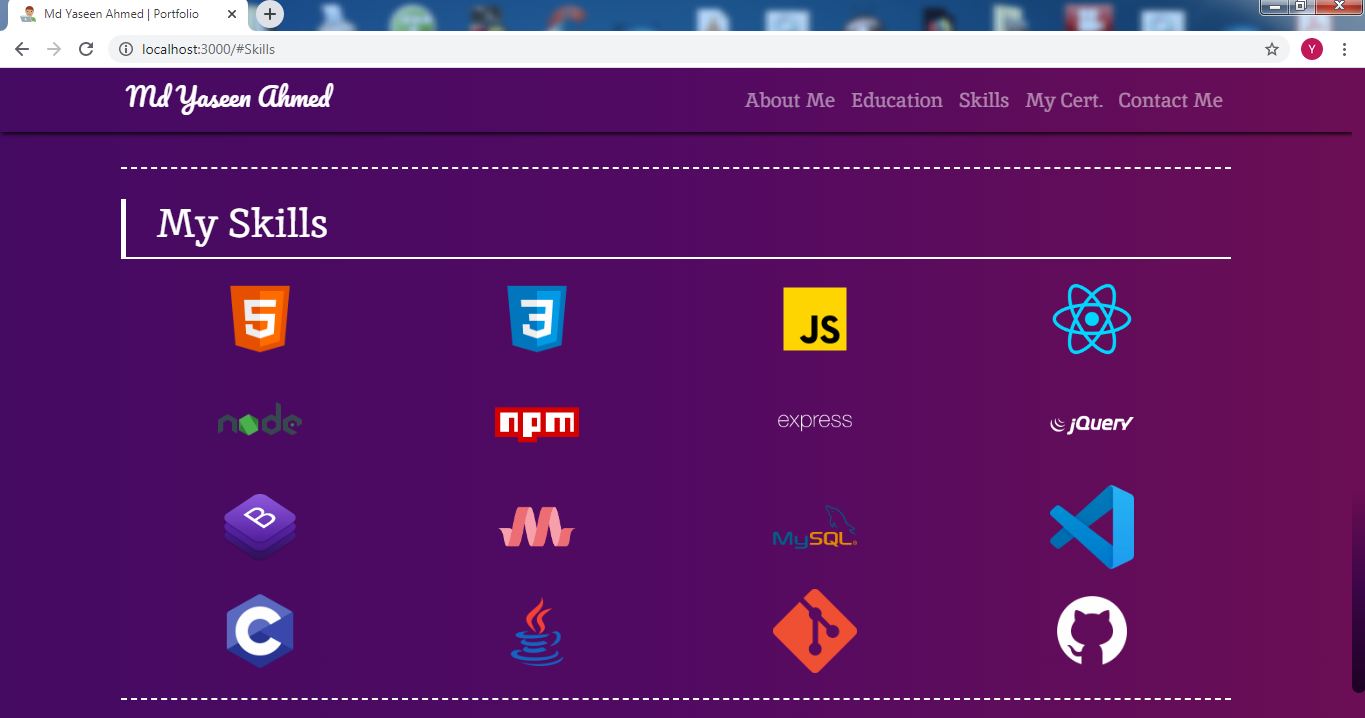 Md Yaseen Ahmed | Portfolio
localhost:3000/#Skills
Y
Md Yaseen Ahmed
About Me Education Skills My Cert. Contact Me
My Skills
5 3 JS
node npm express jQuery
B MySQL®
C